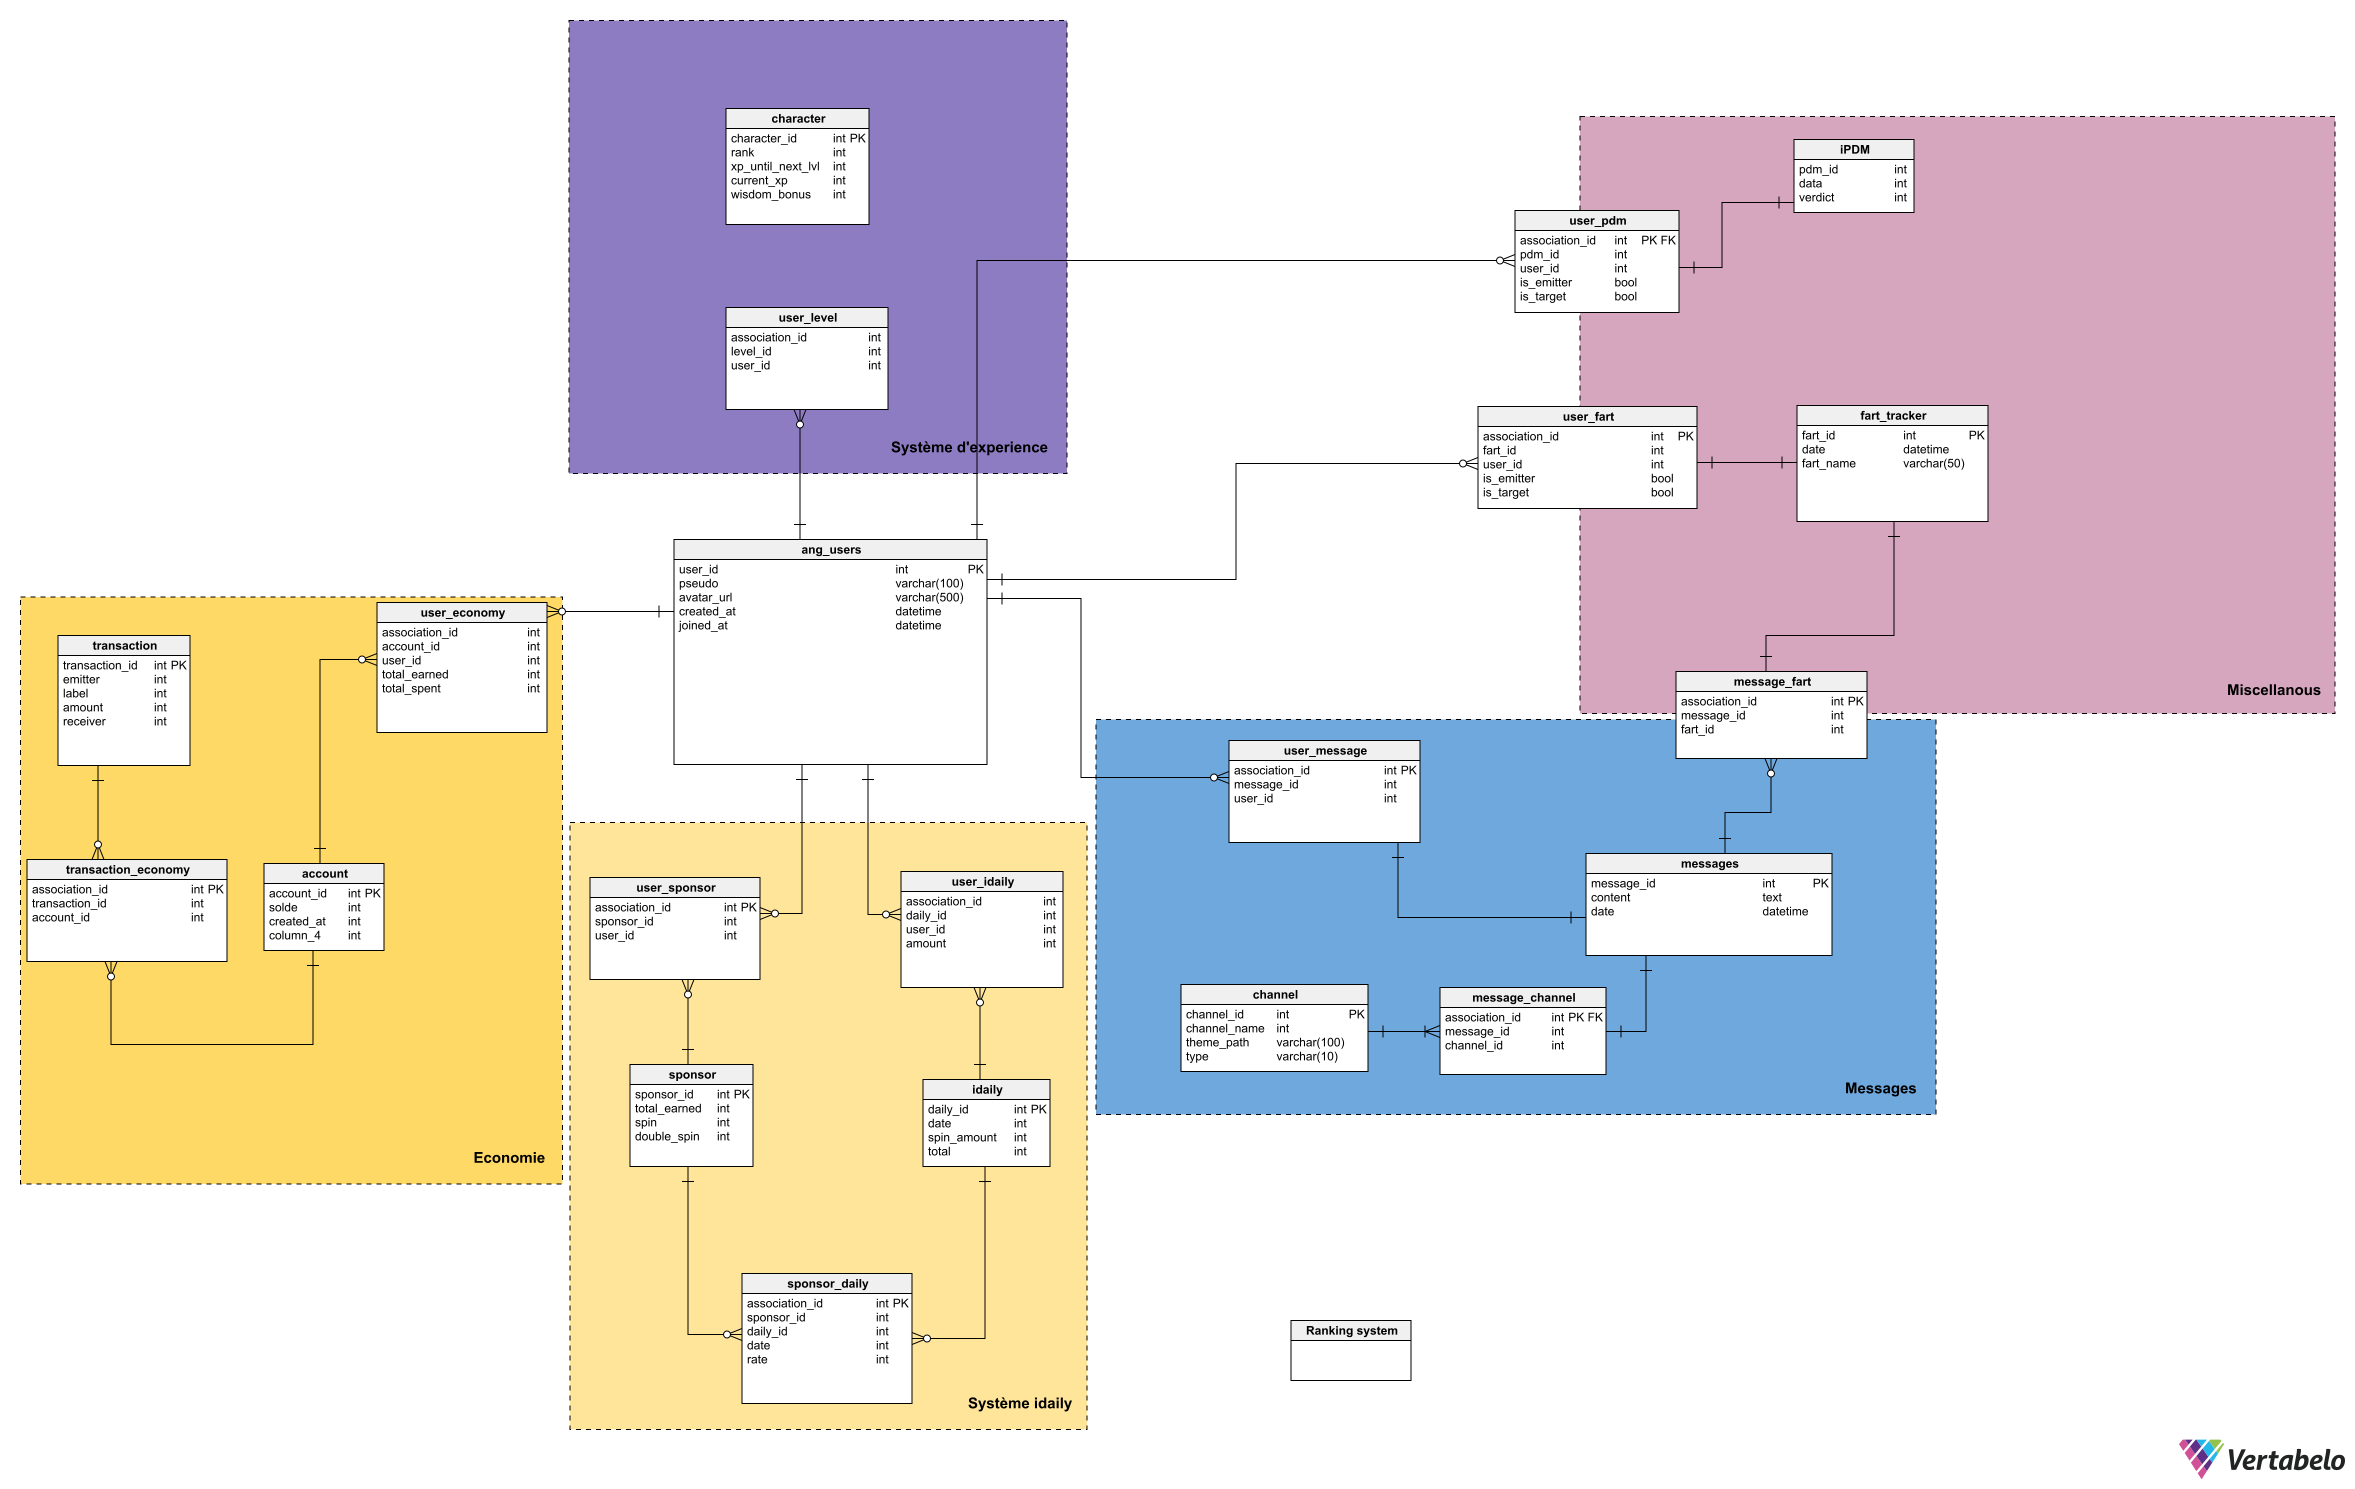 character
character_id int PK
rank int
xp_until_next_lvl int
current_xp int
wisdom_bonus int
user_level
association_id int
level_id int
user_id int
Système d'experience
iPDM
pdm_id int
data int
verdict int
user_pdm
association_id int PK FK
pdm_id int
user_id int
is_emitter bool
is_target bool
user_fart
association_id int PK
fart_id int
user_id int
is_emitter bool
is_target bool
fart_tracker
fart_id int PK
date datetime
fart_name varchar(50)
Miscellanous
ang_users
user_id int PK
pseudo varchar(100)
avatar_url varchar(500)
created_at datetime
joined_at datetime
user_economy
association_id int
account_id int
user_id int
total_earned int
total_spent int
transaction
transaction_id int PK
emitter int
label int
amount int
receiver int
transaction_economy
association_id int PK
transaction_id int
account_id int
account
account_id int PK
solde int
created_at int
column_4 int
Economie
message_fart
association_id int PK
message_id int
fart_id int
user_message
association_id int PK
message_id int
user_id int
messages
message_id int PK
content text
date datetime
channel
channel_id int PK
channel_name int
theme_path varchar(100)
type varchar(10)
message_channel
association_id int PK FK
message_id int
channel_id int
Messages
user_sponsor
association_id int PK
sponsor_id int
user_id int
user_idaily
association_id int
daily_id int
user_id int
amount int
sponsor
sponsor_id int PK
total_earned int
spin int
double_spin int
idaily
daily_id int PK
date int
spin_amount int
total int
sponsor_daily
association_id int PK
sponsor_id int
daily_id int
date int
rate int
Système idaily
Ranking system
Vertabelo